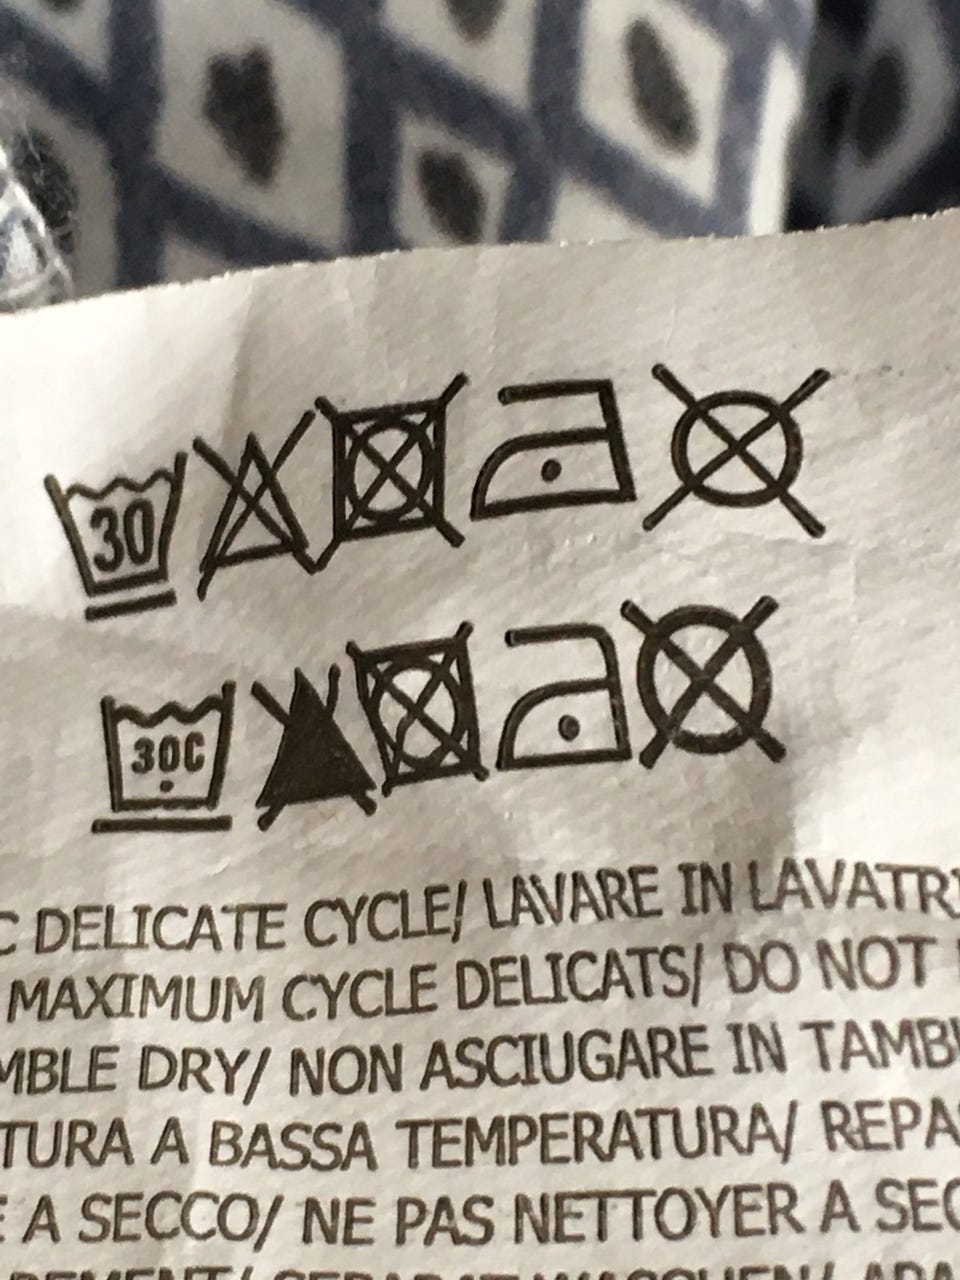 30
30C
C DELICATE CYCLE/ LAVARE IN LAVATRI
MAXIMUM CYCLE DELICATS/ DO NOT
MBLE DRY/ NON ASCIUGARE IN TAMB
TURA A BASSA TEMPERATURA/ REPA
E A SECCO/ NE PAS NETTOYER A SEC